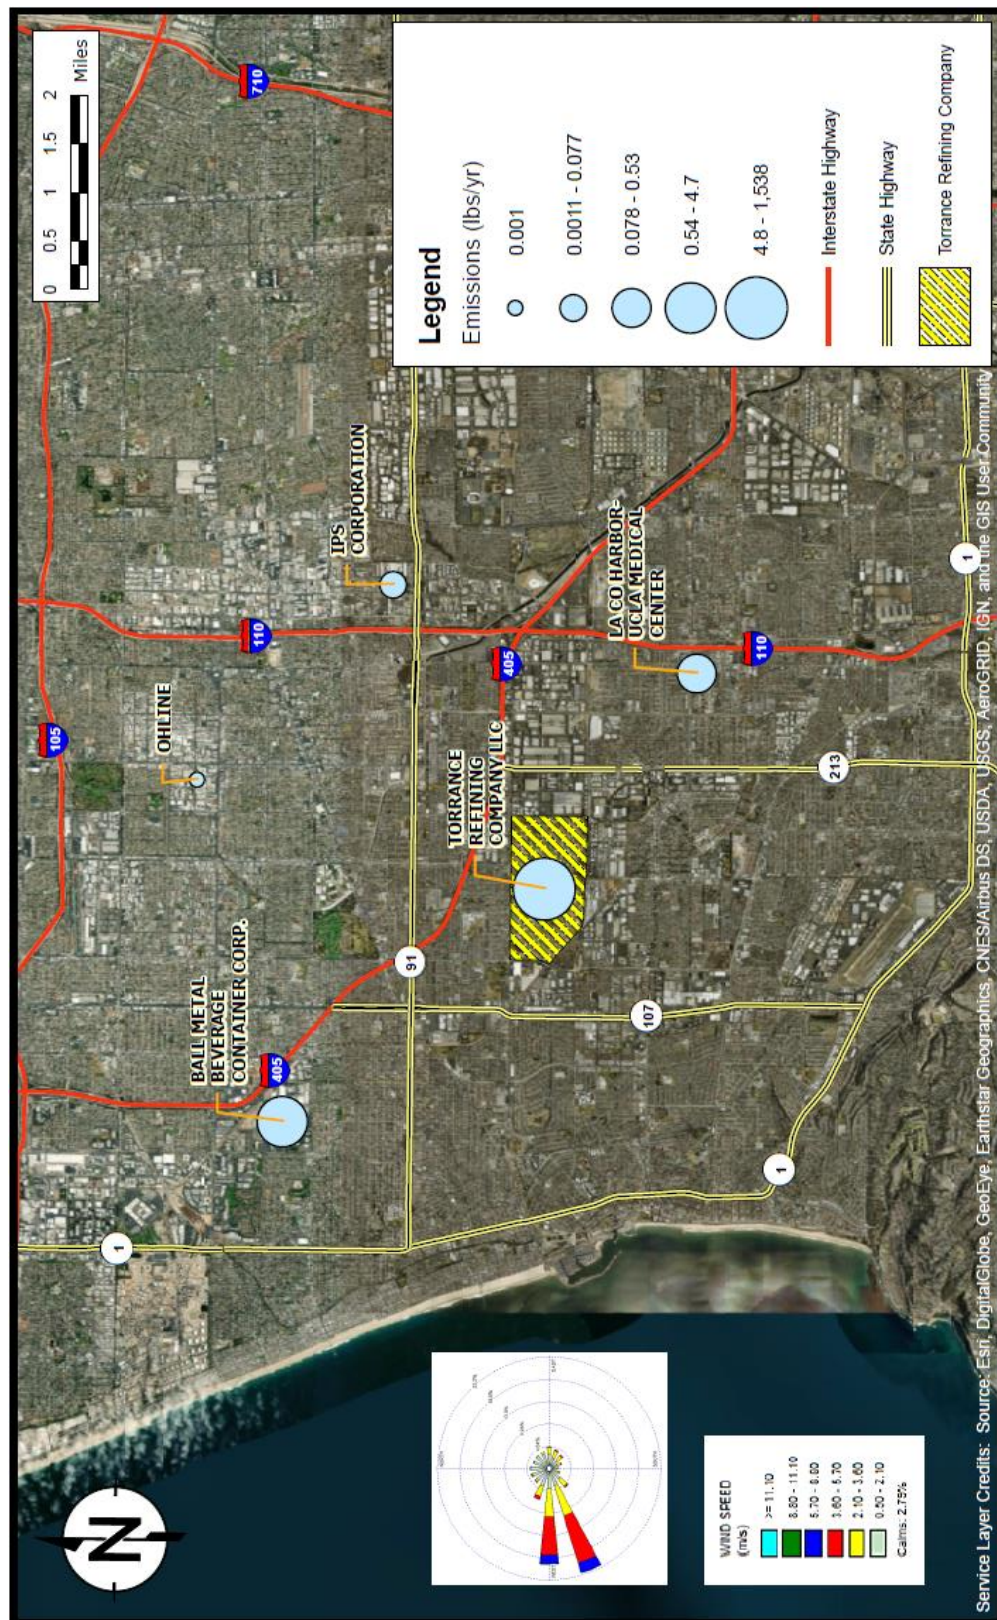 0 0.5 1 1.5 2
Miles
710
105
110
OHLINE
IPS
CORPORATION
BALL METAL
BEVERAGE
CONTAINER CORP.
405
1
91
TORRANCE
REFINING
COMPANY LLC
405
LA CO HARBOR-
UCLA MEDICAL
CENTER
110
107
213
1
1
Legend
Emissions (lbs/yr)
0.001
0.0011 - 0.077
0.078 - 0.53
0.54 - 4.7
4.8 - 1,538
Interstate Highway
State Highway
Torrance Refining Company
N
WIND SPEED
(m/s)
>= 11.10
8.80 - 11.10
5.70 - 8.80
3.60 - 5.70
2.10 - 3.60
0.50 - 2.10
Calms: 2.75%
Service Layer Credits: Source: Esri, DigitalGlobe, GeoEye, Earthstar Geographics, CNES/Airbus DS, USDA, USGS, AeroGRID, IGN, and the GIS User Community